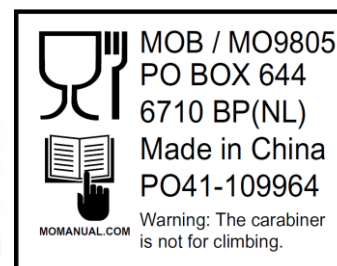 MOB / MO9805
PO BOX 644
6710 BP(NL)
Made in China
PO41-109964
Warning: The carabiner
is not for climbing.
MOMANUAL.COM